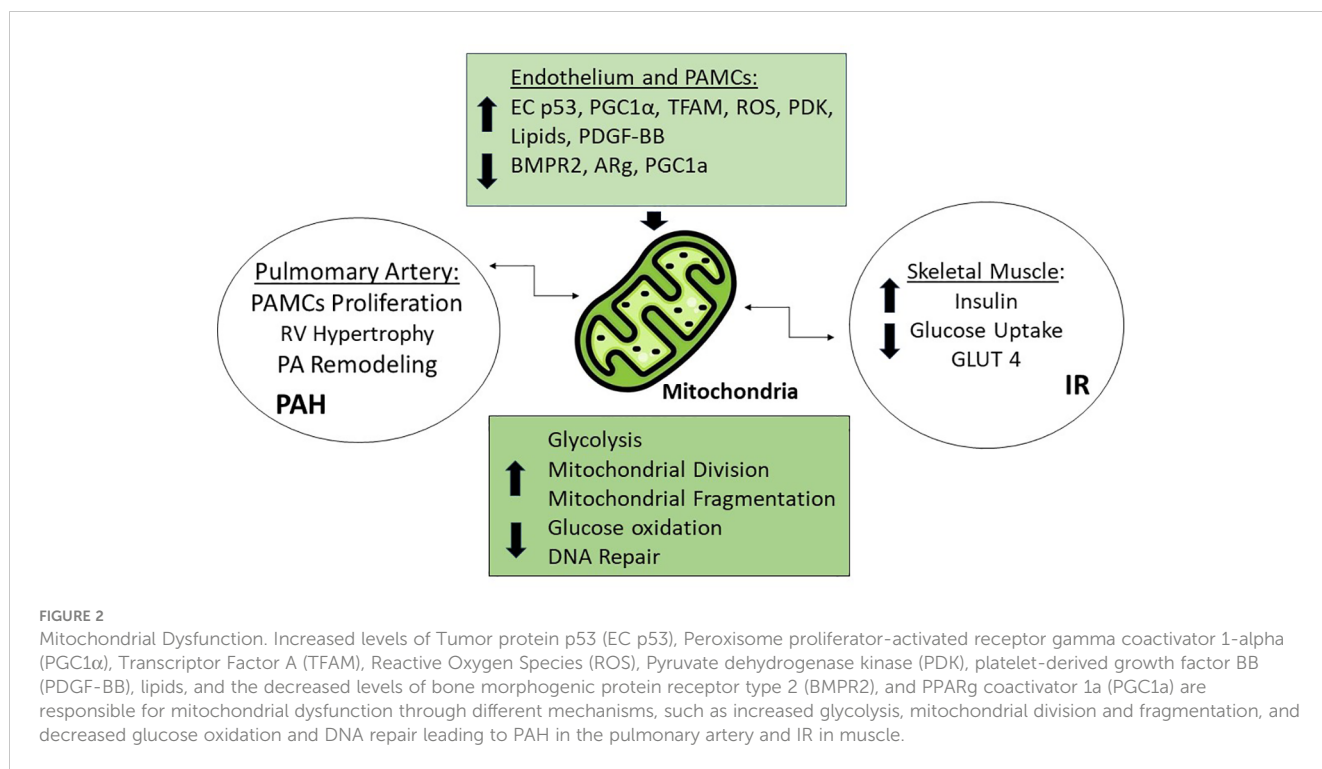 Endothelium and PAMCs:
EC p53, PGC1α, TFAM, ROS, PDK,
Lipids, PDGF-BB
BMPR2, ARg, PGC1a
Pulmomary Artery:
PAMCs Proliferation
RV Hypertrophy
PA Remodeling
PAH
Mitochondria
Skeletal Muscle:
Insulin
Glucose Uptake
GLUT 4
IR
Glycolysis
Mitochondrial Division
Mitochondrial Fragmentation
Glucose oxidation
DNA Repair
FIGURE 2
Mitochondrial Dysfunction. Increased levels of Tumor protein p53 (EC p53), Peroxisome proliferator-activated receptor gamma coactivator 1-alpha
(PGC1α), Transcriptor Factor A (TFAM), Reactive Oxygen Species (ROS), Pyruvate dehydrogenase kinase (PDK), platelet-derived growth factor BB
(PDGF-BB), lipids, and the decreased levels of bone morphogenic protein receptor type 2 (BMPR2), and PPARg coactivator 1a (PGC1a) are
responsible for mitochondrial dysfunction through different mechanisms, such as increased glycolysis, mitochondrial division and fragmentation, and
decreased glucose oxidation and DNA repair leading to PAH in the pulmonary artery and IR in muscle.